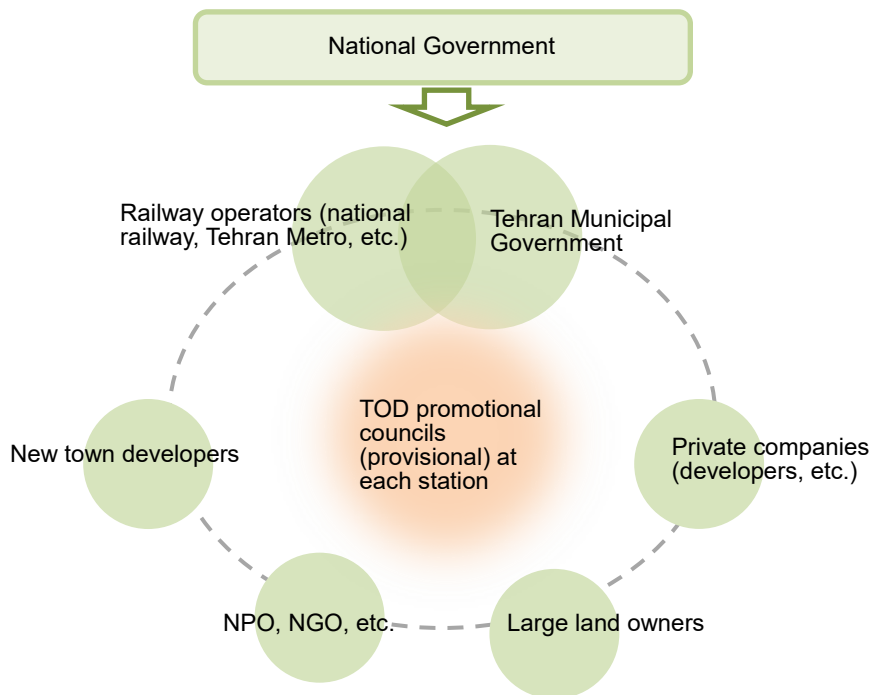 National Government
Railway operators (national
railway, Tehran Metro, etc.)
Tehran Municipal
Government
TOD promotional
councils
(provisional) at
each station
New town developers
Private companies
(developers, etc.)
NPO, NGO, etc.
Large land owners